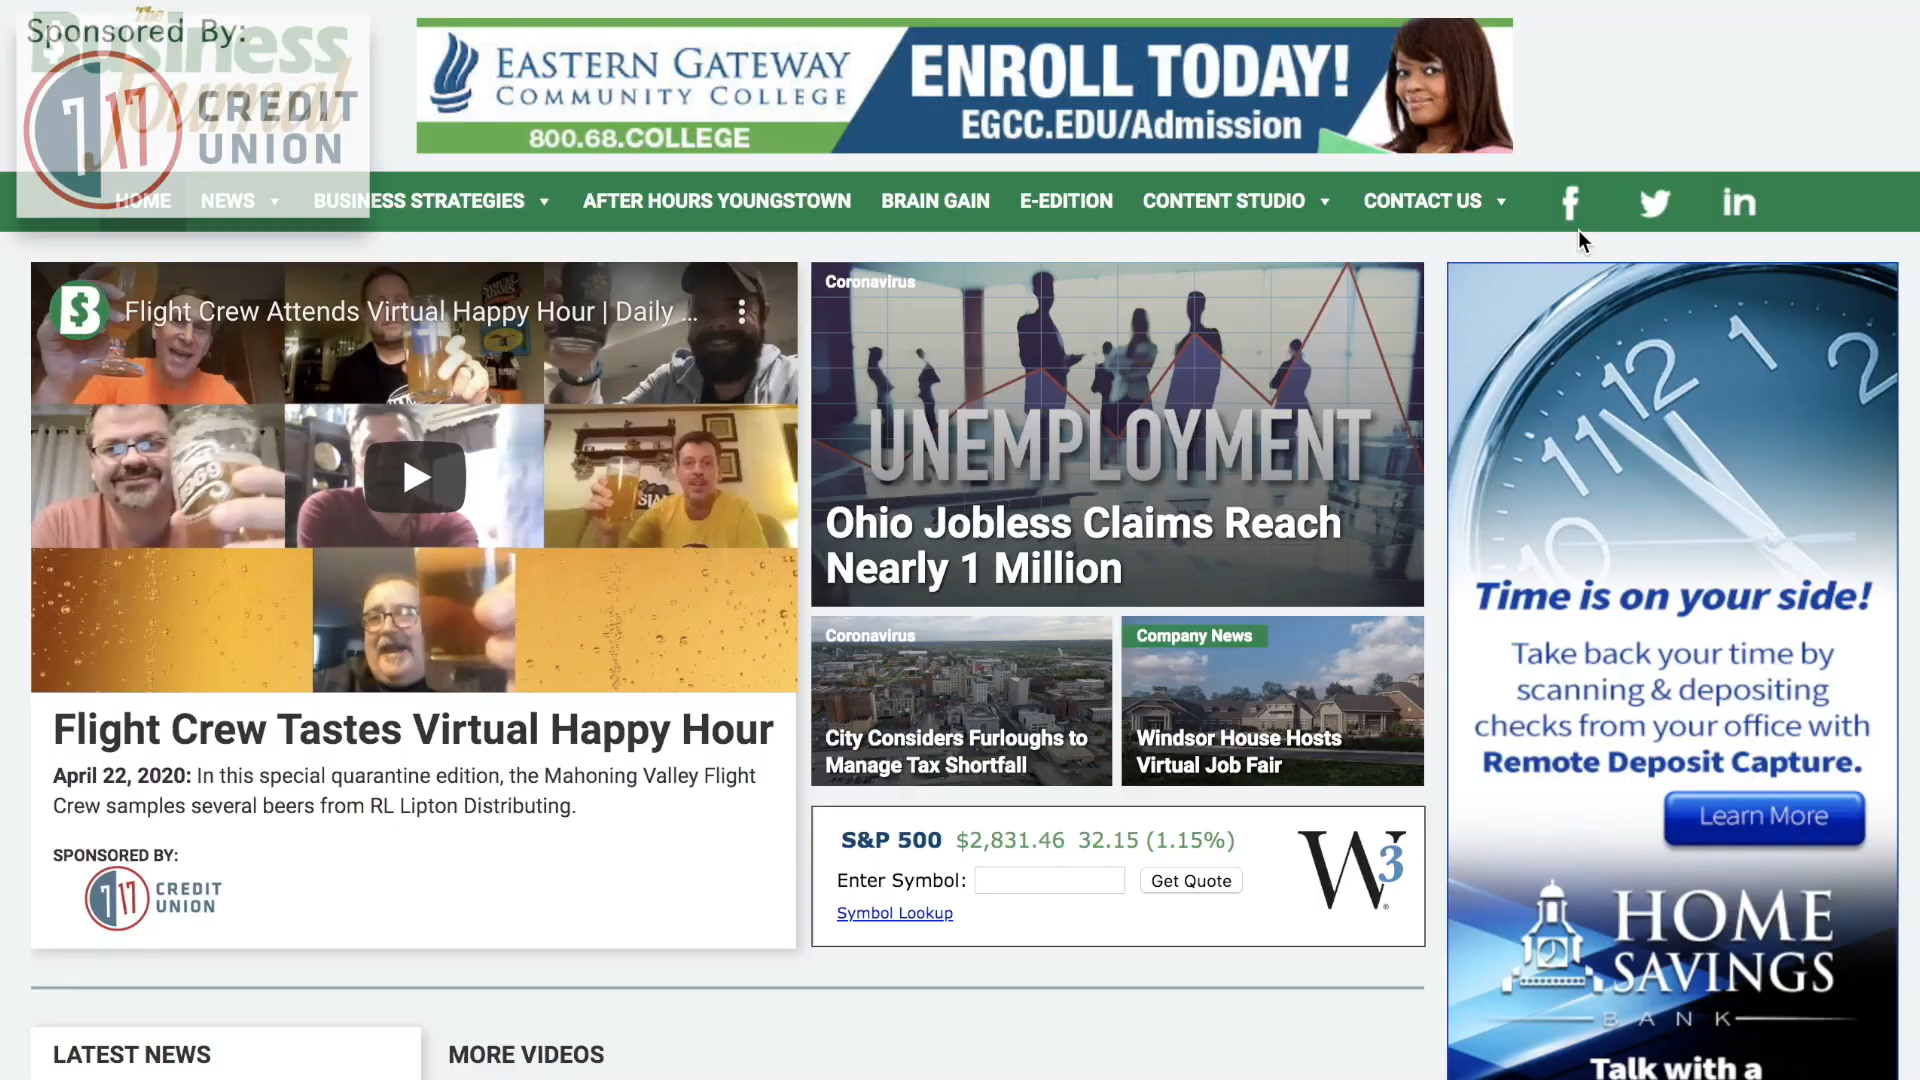 The
Sponsored By:
Business
Journal
717 CREDIT
UNION
EASTERN GATEWAY
COMMUNITY COLLEGE
800.68.COLLEGE
ENROLL TODAY!
EGCC.EDU/Admission
HOME NEWS BUSINESS STRATEGIES AFTER HOURS YOUNGSTOWN BRAIN GAIN E-EDITION CONTENT STUDIO CONTACT US
Flight Crew Attends Virtual Happy Hour | Daily ...
Flight Crew Tastes Virtual Happy Hour
April 22, 2020: In this special quarantine edition, the Mahoning Valley Flight
Crew samples several beers from RL Lipton Distributing.
SPONSORED BY:
717 CREDIT
UNION
Coronavirus
UNEMPLOYMENT
Ohio Jobless Claims Reach
Nearly 1 Million
Coronavirus
City Considers Furloughs to
Manage Tax Shortfall
Company News
Windsor House Hosts
Virtual Job Fair
S&P 500 $2,831.46 32.15 (1.15%)
Enter Symbol: Get Quote
Symbol Lookup
W3
10 11 12 1 2
Time is on your side!
Take back your time by
scanning & depositing
checks from your office with
Remote Deposit Capture.
Learn More
HOME
SAVINGS
BANK
Talk with a
LATEST NEWS
MORE VIDEOS